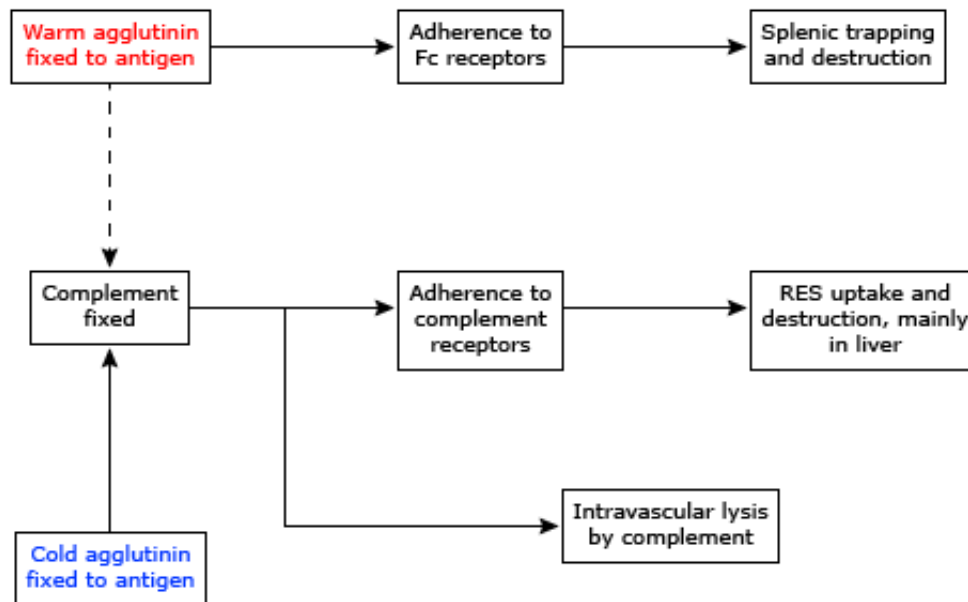 Warm agglutinin
fixed to antigen
Adherence to
Fc receptors
Splenic trapping
and destruction
Complement
fixed
Adherence to
complement
receptors
RES uptake and
destruction, mainly
in liver
Intravascular lysis
by complement
Cold agglutinin
fixed to antigen